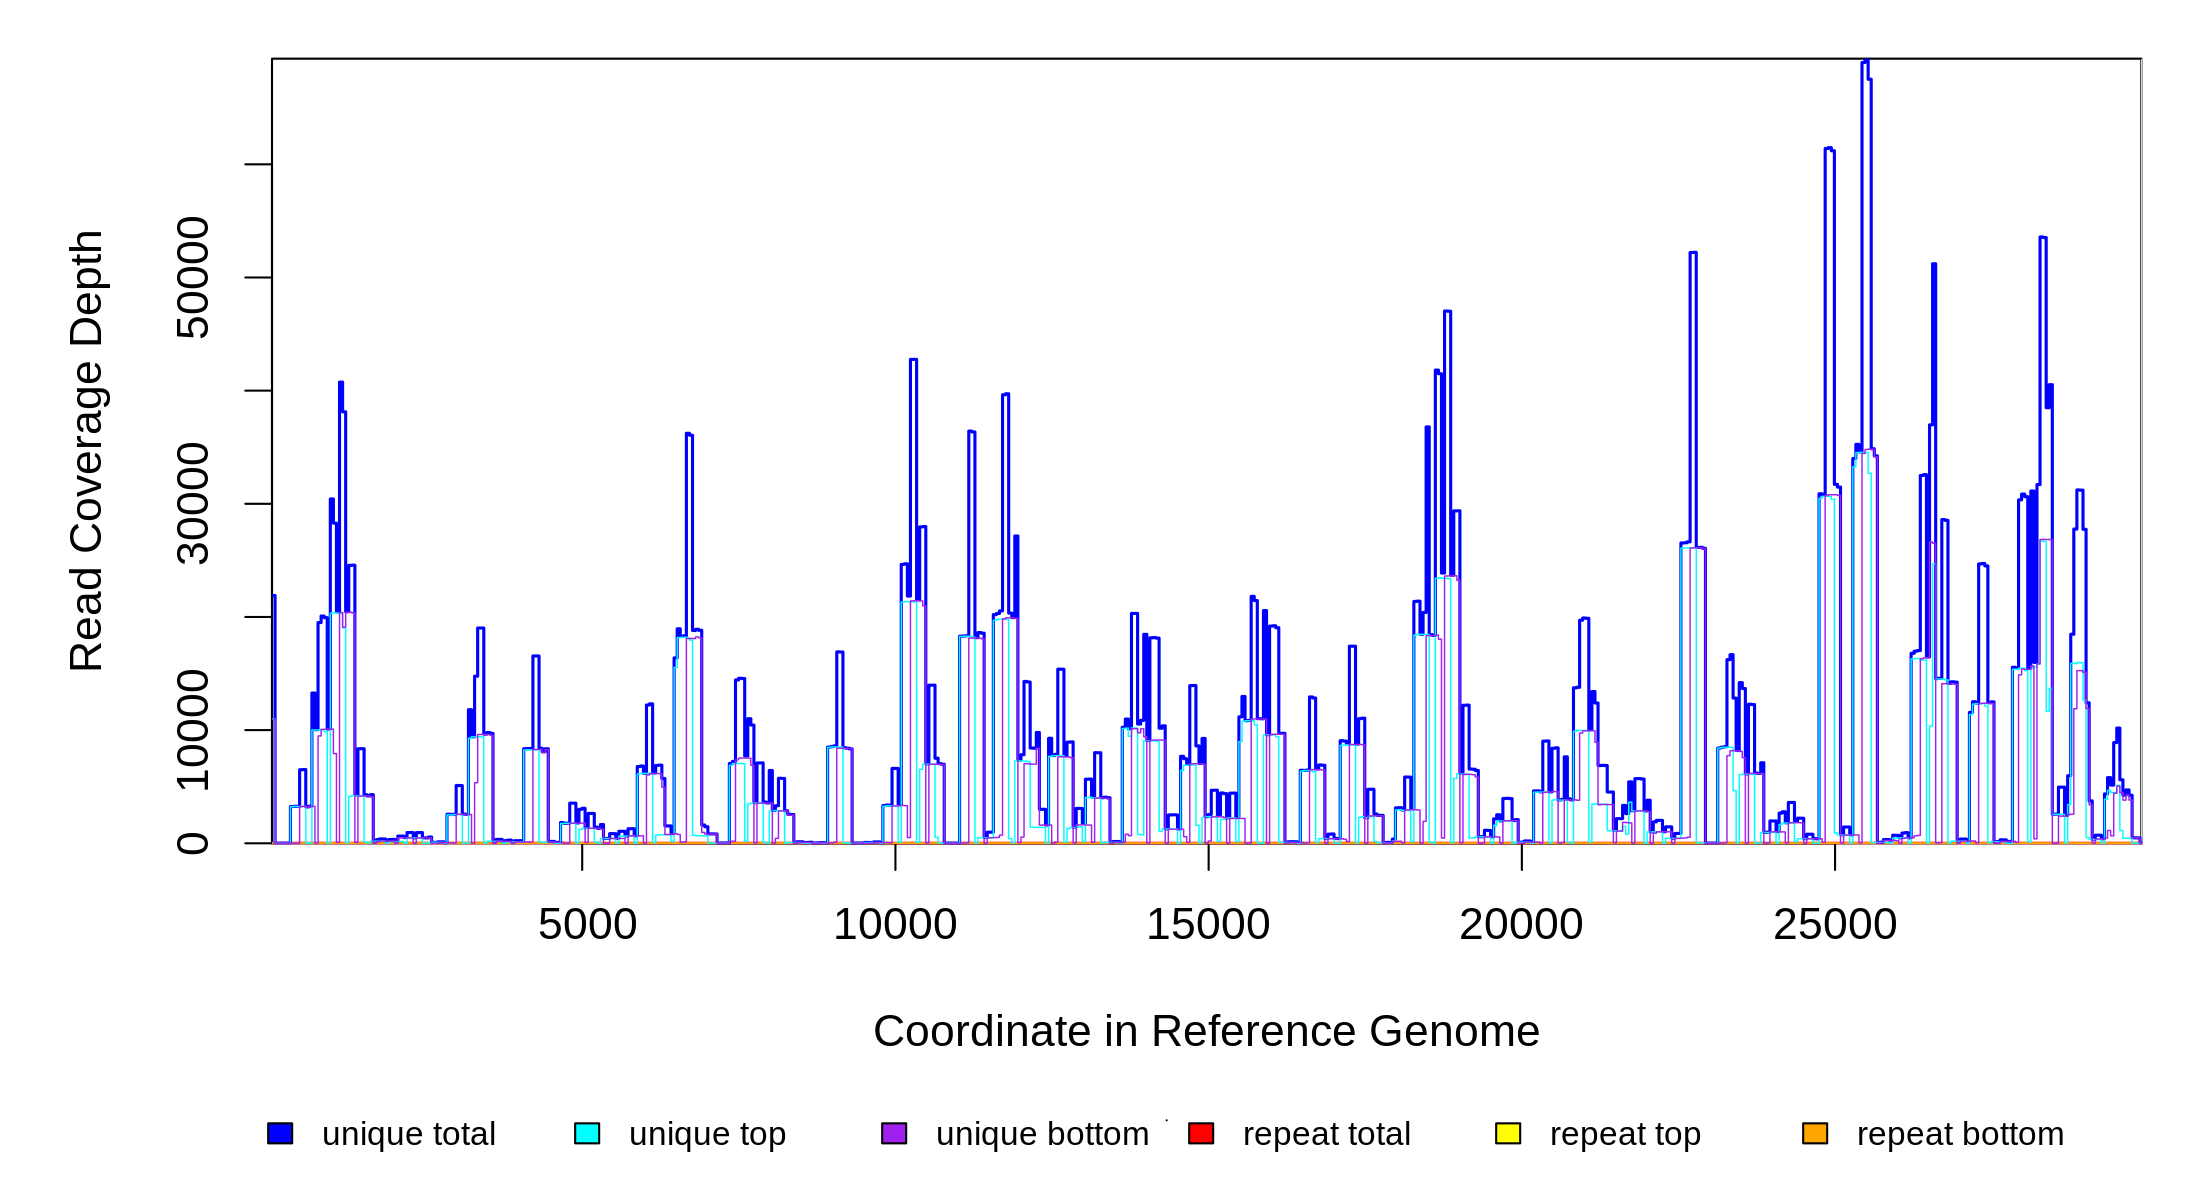 Read Coverage Depth
50000
30000
10000
0
5000 10000 15000 20000 25000
Coordinate in Reference Genome
unique total unique top unique bottom repeat total repeat top repeat bottom